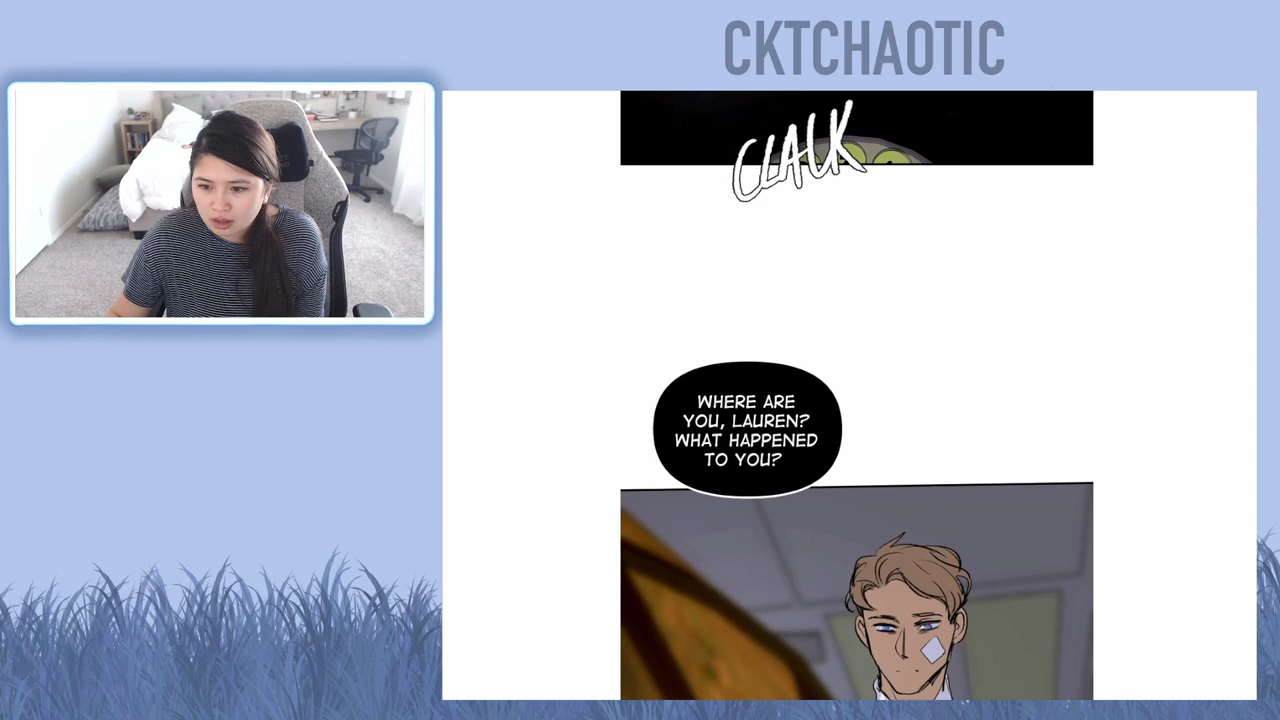 CKTCHAOTIC
CLALK
WHERE ARE
YOU, LAUREN?
WHAT HAPPENED
TO YOU?